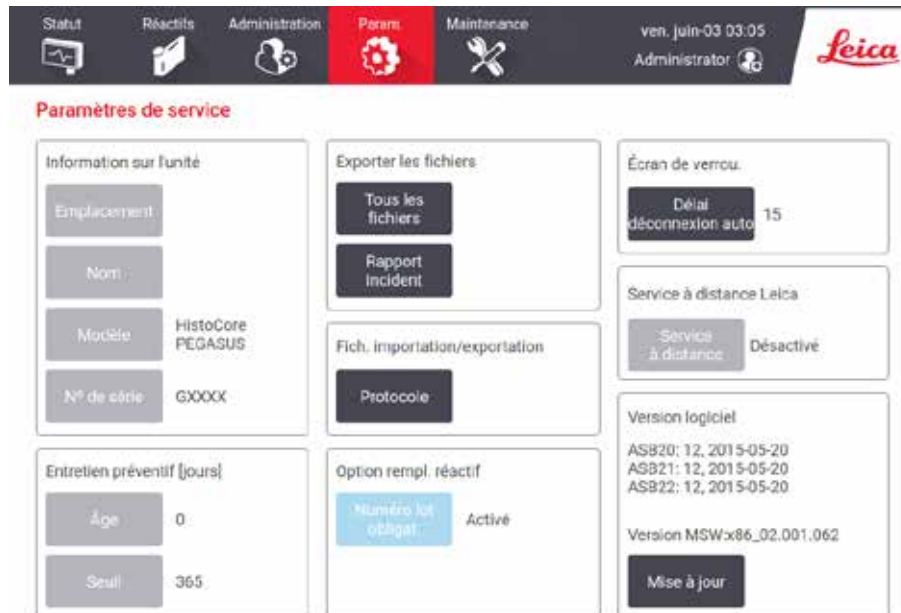 Statut
Réactifs
Administration
Param.
Maintenance
ven. juin-03 03:05
Administrator
Leica
Paramètres de service
Information sur l'unité
Emplacement
Nom
Modèle
HistoCore
PEGASUS
N° de série
GXXXX
Entretien préventif [jours]
Âge
0
Seuil
365
Exporter les fichiers
Tous les
fichiers
Rapport
Incident
Fich. importation/exportation
Protocole
Option rempl. réactif
Numéro lot
obligat.
Activé
Écran de verrou.
Délai
déconnexion auto
15
Service à distance Leica
Service
à distance
Désactivé
Version logiciel
ASB20: 12, 2015-05-20
ASB21: 12, 2015-05-20
ASB22: 12, 2015-05-20
Version MSW:x86_02.001.062
Mise à jour